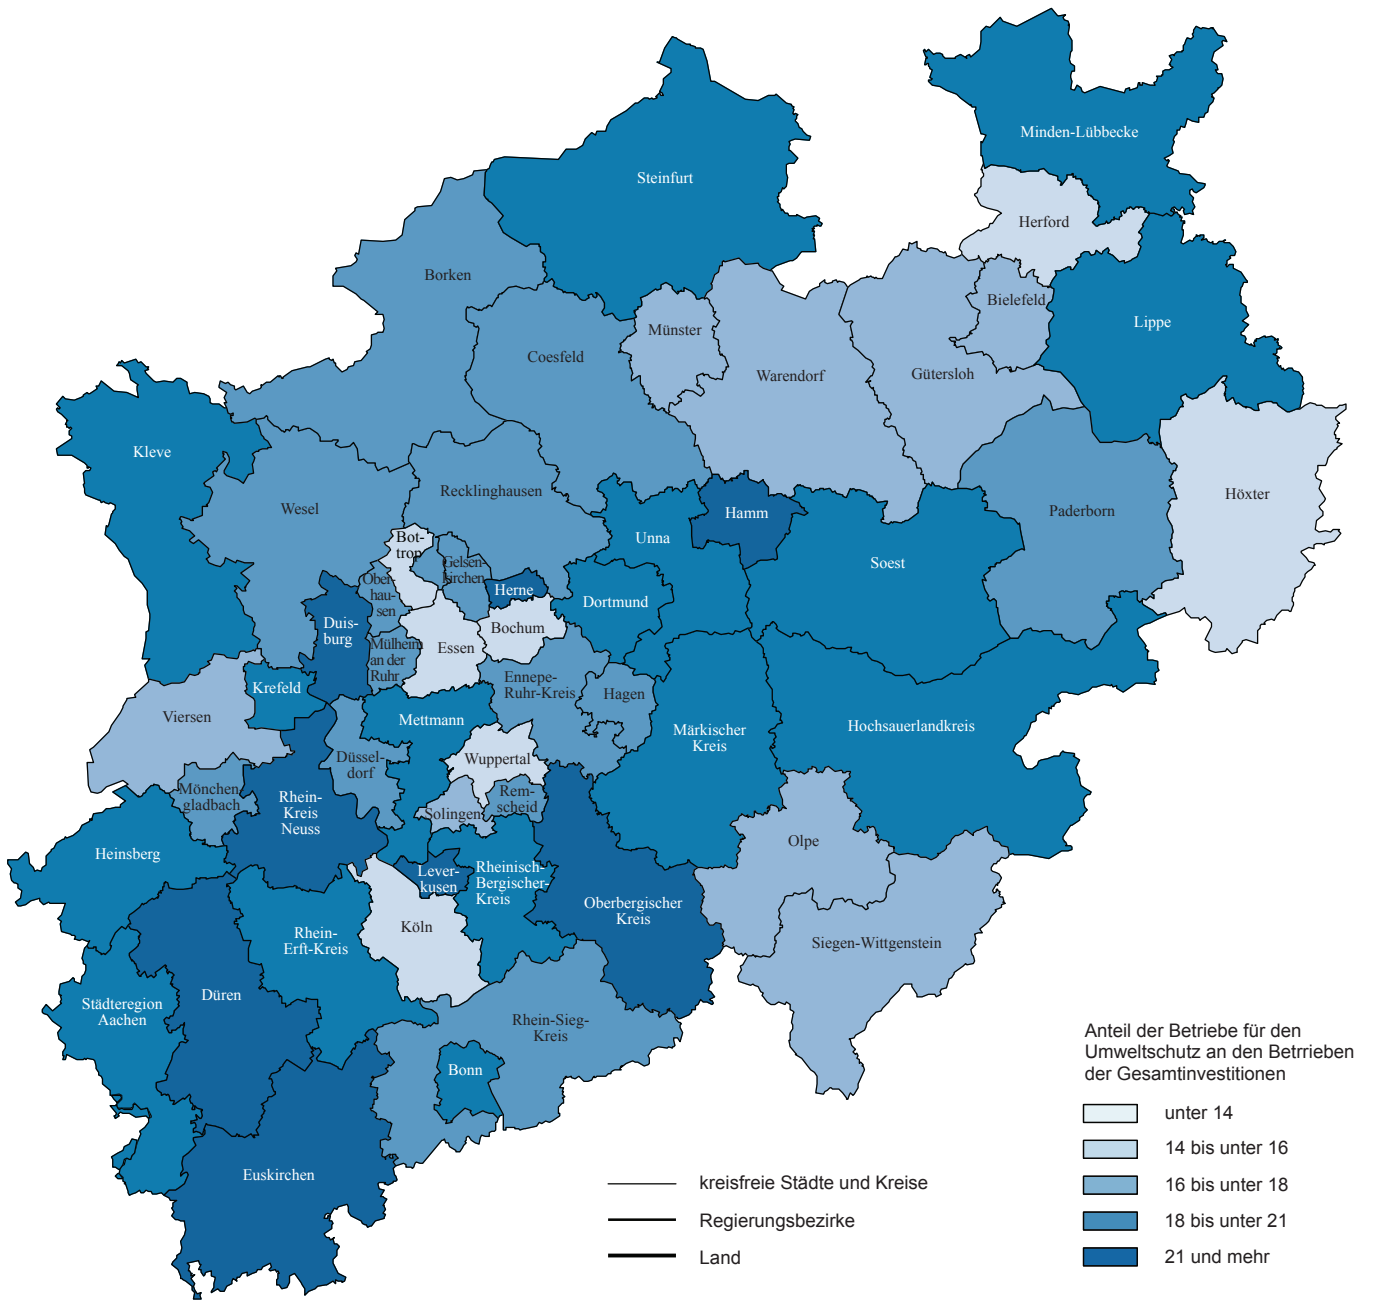 Minden-Lübbecke
Steinfurt
Herford
Borken
Bielefeld
Lippe
Münster
Coesfeld
Warendorf
Gütersloh
Kleve
Recklinghausen
Höxter
Wesel
Hamm
Paderborn
Unna
Bot-
trop
Soest
Gelsen-
kirchen
Ober-
hau-
sen
Herne
Dortmund
Duis-
burg
Bochum
Essen
Mülheim
an der
Ruhr
Ennepe-
Ruhr-Kreis
Krefeld
Hagen
Viersen
Mettmann
Märkischer
Kreis
Hochsauerlandkreis
Düssel-
dorf
Wuppertal
Mönchen
gladbach
Rhein-
Kreis
Neuss
Rem-
scheid
Solingen
Olpe
Heinsberg
Lever-
kusen
Rheinisch-
Bergischer-
Kreis
Oberbergischer
Kreis
Köln
Rhein-
Erft-Kreis
Siegen-Wittgenstein
Düren
Städteregion
Aachen
Rhein-Sieg-
Kreis
Bonn
Euskirchen
Anteil der Betriebe für den
Umweltschutz an den Betrrieben
der Gesamtinvestitionen
unter 14
14 bis unter 16
16 bis unter 18
18 bis unter 21
21 und mehr
kreisfreie Städte und Kreise
Regierungsbezirke
Land